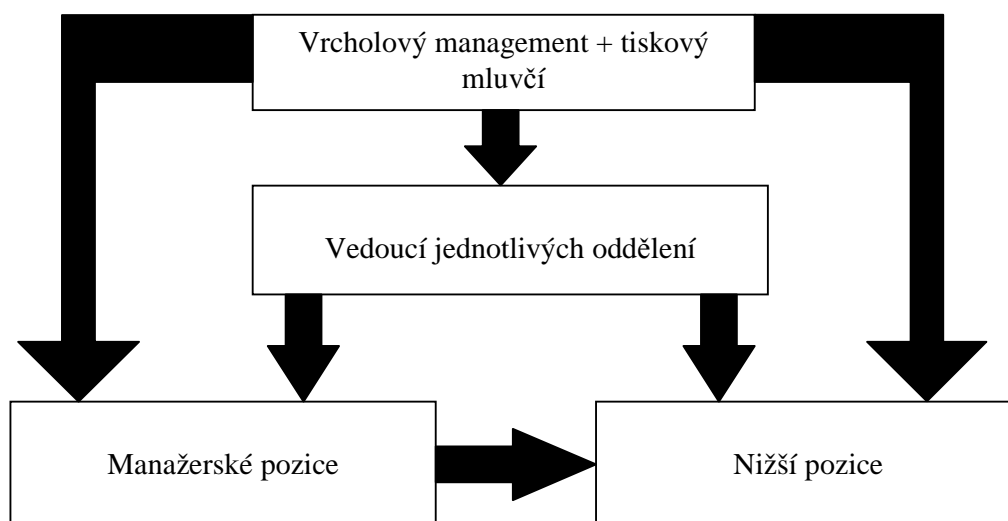 Vrcholový management + tiskový
mluvčí
Vedoucí jednotlivých oddělení
Manažerské pozice
Nižší pozice